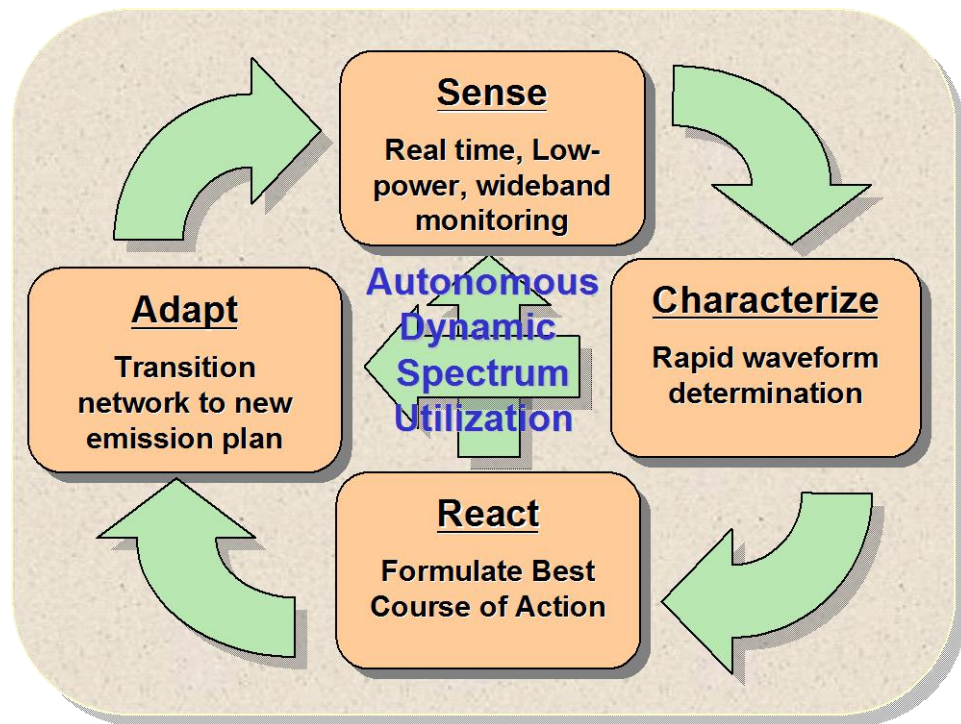 Sense
Real time, Low-
power, wideband
monitoring
Autonomous
Dynamic
Spectrum
Utilization
Characterize
Rapid waveform
determination
React
Formulate Best
Course of Action
Adapt
Transition
network to new
emission plan